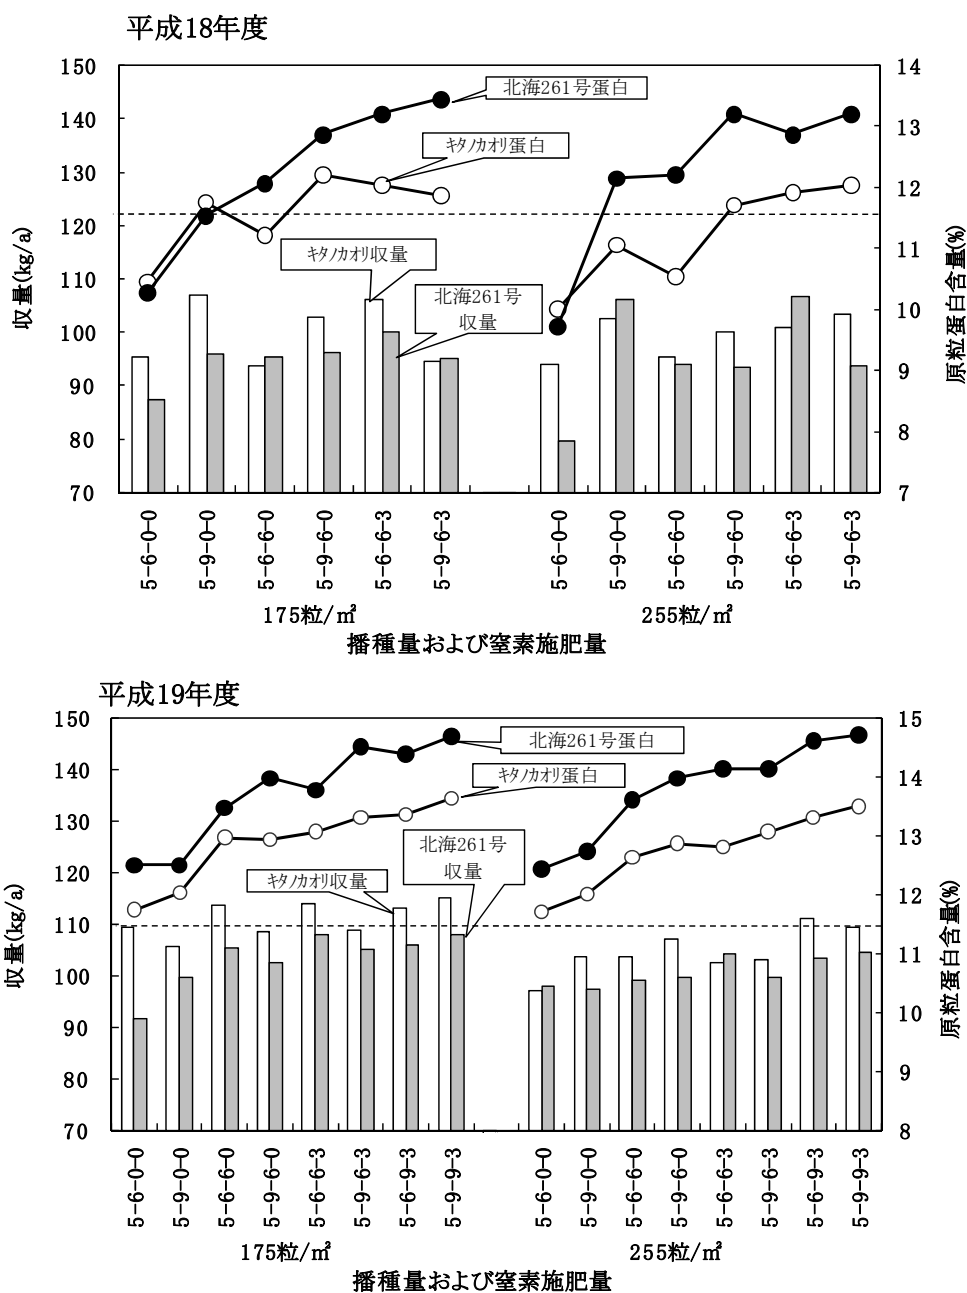 平成18年度
150
140
130
120
110
100
90
80
70
収量(kg/a)
14
13
12
11
10
9
8
7
原粒蛋白含量(%)
北海261号蛋白
ｷﾀﾉｶｵﾘ蛋白
ｷﾀﾉｶｵﾘ収量
北海261号
収量
5-6-0-0
5-9-0-0
5-6-6-0
5-9-6-0
5-6-6-3
5-9-6-3
5-6-0-0
5-9-0-0
5-6-6-0
5-9-6-0
5-6-6-3
5-9-6-3
175粒/㎡
255粒/㎡
播種量および窒素施肥量
平成19年度
150
140
130
120
110
100
90
80
70
収量(kg/a)
15
14
13
12
11
10
9
8
原粒蛋白含量(%)
北海261号蛋白
ｷﾀﾉｶｵﾘ蛋白
北海261号
収量
ｷﾀﾉｶｵﾘ収量
5-6-0-0
5-9-0-0
5-6-6-0
5-9-6-0
5-6-6-3
5-9-6-3
5-6-9-3
5-9-9-3
5-6-0-0
5-9-0-0
5-6-6-0
5-9-6-0
5-6-6-3
5-9-6-3
5-6-9-3
5-9-9-3
175粒/㎡
255粒/㎡
播種量および窒素施肥量